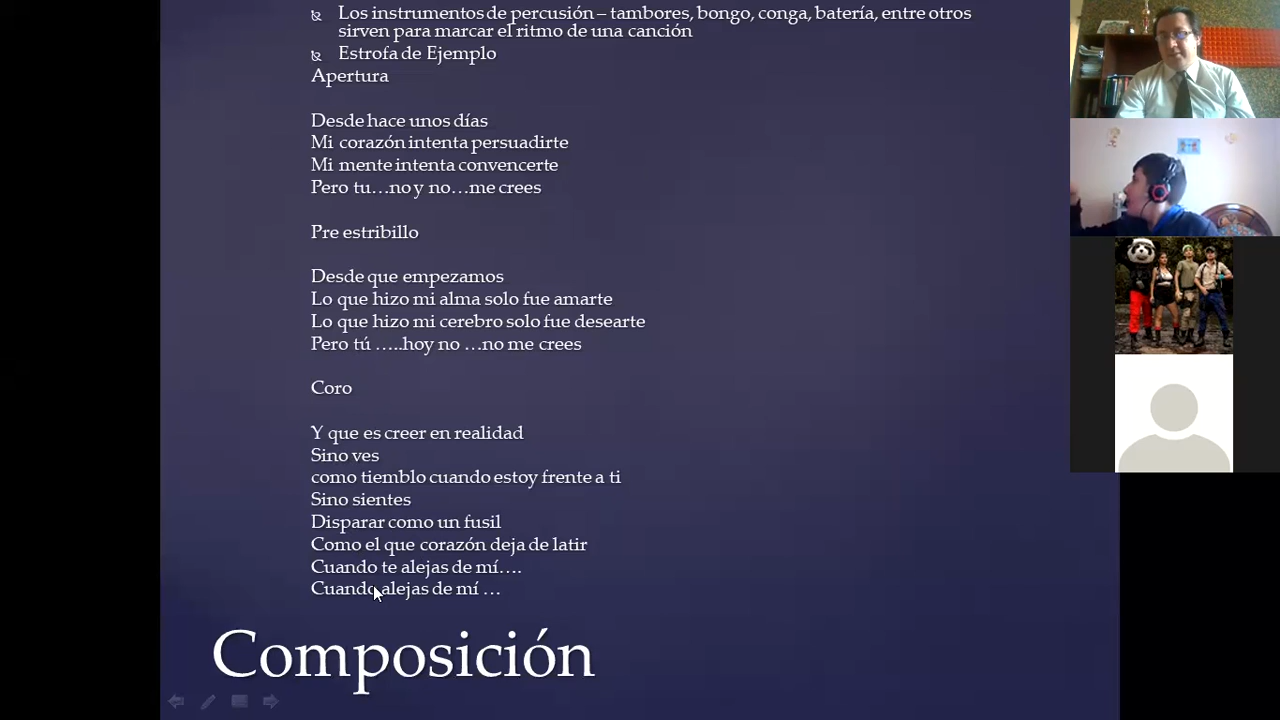 Los instrumentos de percusión – tambores, bongo, conga, batería, entre otros
sirven para marcar el ritmo de una canción
Estrofa de Ejemplo
Apertura
Desde hace unos días
Mi corazón intenta persuadirte
Mi mente intenta convencerte
Pero tu…no y no…me crees
Pre estribillo
Desde que empezamos
Lo que hizo mi alma solo fue amarte
Lo que hizo mi cerebro solo fue desearte
Pero tú …..hoy no …no me crees
Coro
Y que es creer en realidad
Sino ves
como tiemblo cuando estoy frente a ti
Sino sientes
Disparar como un fusil
Como el que corazón deja de latir
Cuando te alejas de mí….
Cuando alejas de mí …
Composición